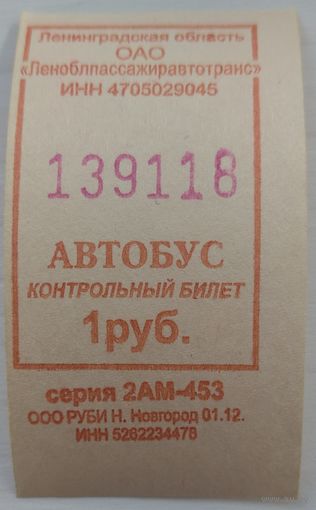 Ленинградская область
ОАО
«Леноблпассажиравтотранс»
ИНН 4705029045
139118
АВТОБУС
КОНТРОЛЬНЫЙ БИЛЕТ
1руб.
серия 2АМ-453
ООО РУБИ Н. Новгород 01.12.
ИНН 5262234478